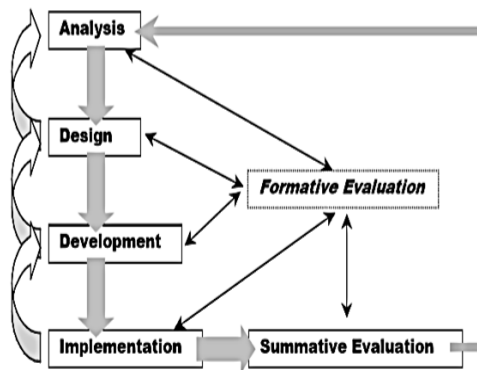 Analysis
Design
Formative Evaluation
Development
Implementation
Summative Evaluation